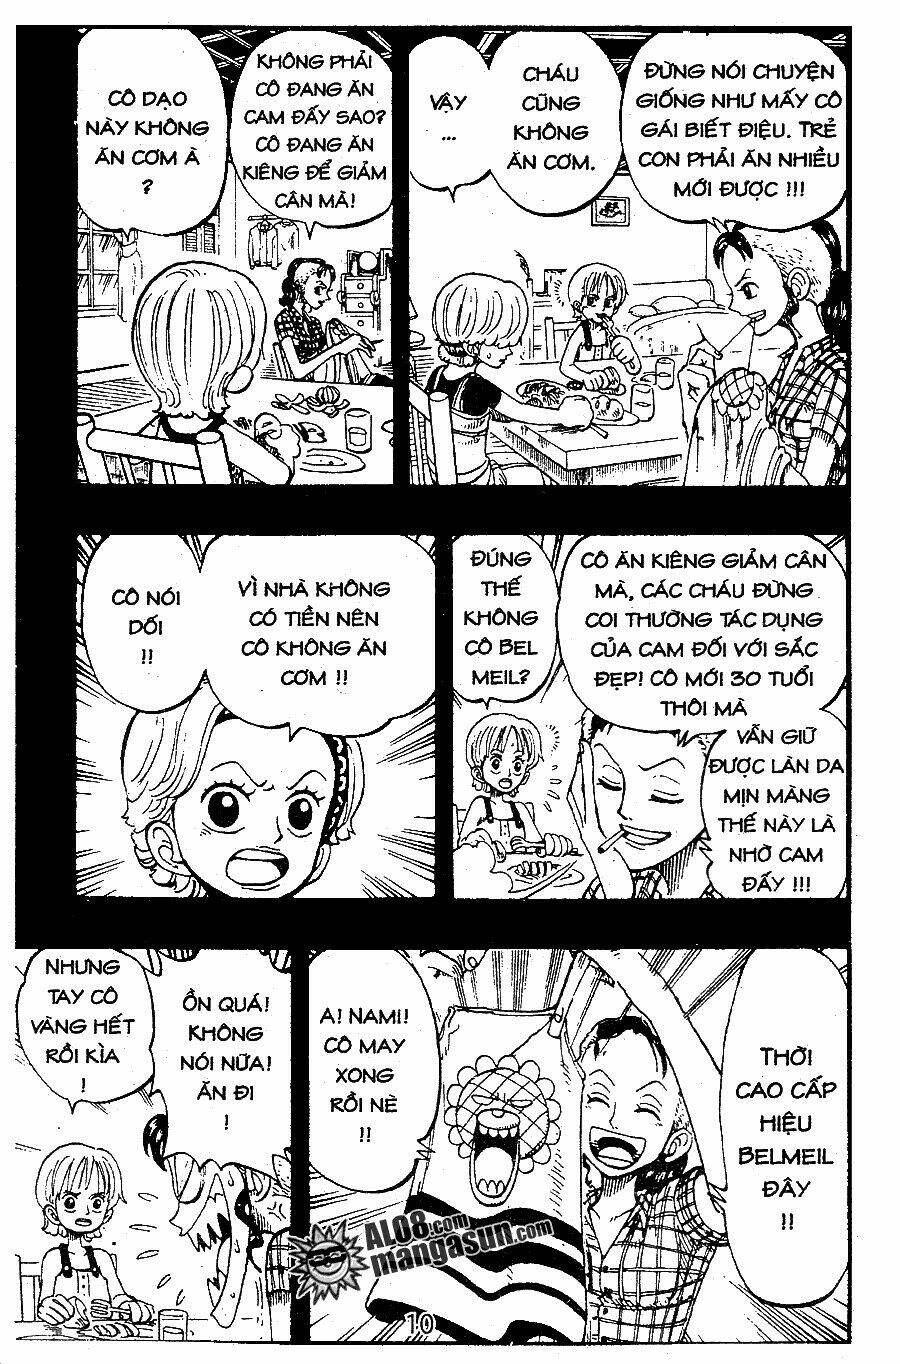 ĐỪNG NÓI CHUYỆN
GIỐNG NHƯ MẤY CÔ
GÁI BIẾT ĐIỆU. TRẺ
CON PHẢI ĂN NHIỀU
MỚI ĐƯỢC !!!
CHÁU
CŨNG
KHÔNG
ĂN CƠM.
VẬY
...
KHÔNG PHẢI
CÔ ĐANG ĂN
CAM ĐẤY SAO?
CÔ ĐANG ĂN
KIÊNG ĐỂ GIẢM
CÂN MÀ!
CÔ DẠO
NÀY KHÔNG
ĂN CƠM À
?
CÔ ĂN KIÊNG GIẢM CÂN
MÀ, CÁC CHÁU ĐỪNG
COI THƯỜNG TÁC DỤNG
CỦA CAM ĐỐI VỚI SẮC
ĐẸP! CÔ MỚI 30 TUỔI
THÔI MÀ
VẪN GIỮ
ĐƯỢC LÀN DA
MỊN MÀNG
THẾ NÀY LÀ
NHỜ CAM
ĐẤY !!!
ĐÚNG
THẾ
KHÔNG
CÔ BEL
MEIL?
VÌ NHÀ KHÔNG
CÓ TIỀN NÊN
CÔ KHÔNG ĂN
CƠM !!
CÔ NÓI
DỐI
!!
THỜI
CAO CẤP
HIỆU
BELMEIL
ĐÂY
!!
A! NAMI!
CÔ MAY
XONG
RỒI NÈ
!!
ỒN QUÁ!
KHÔNG
NÓI NỮA!
ĂN ĐI
!
NHƯNG
TAY CÔ
VÀNG HẾT
RỒI KÌA
!
ALO8.com
mangasun.com
10